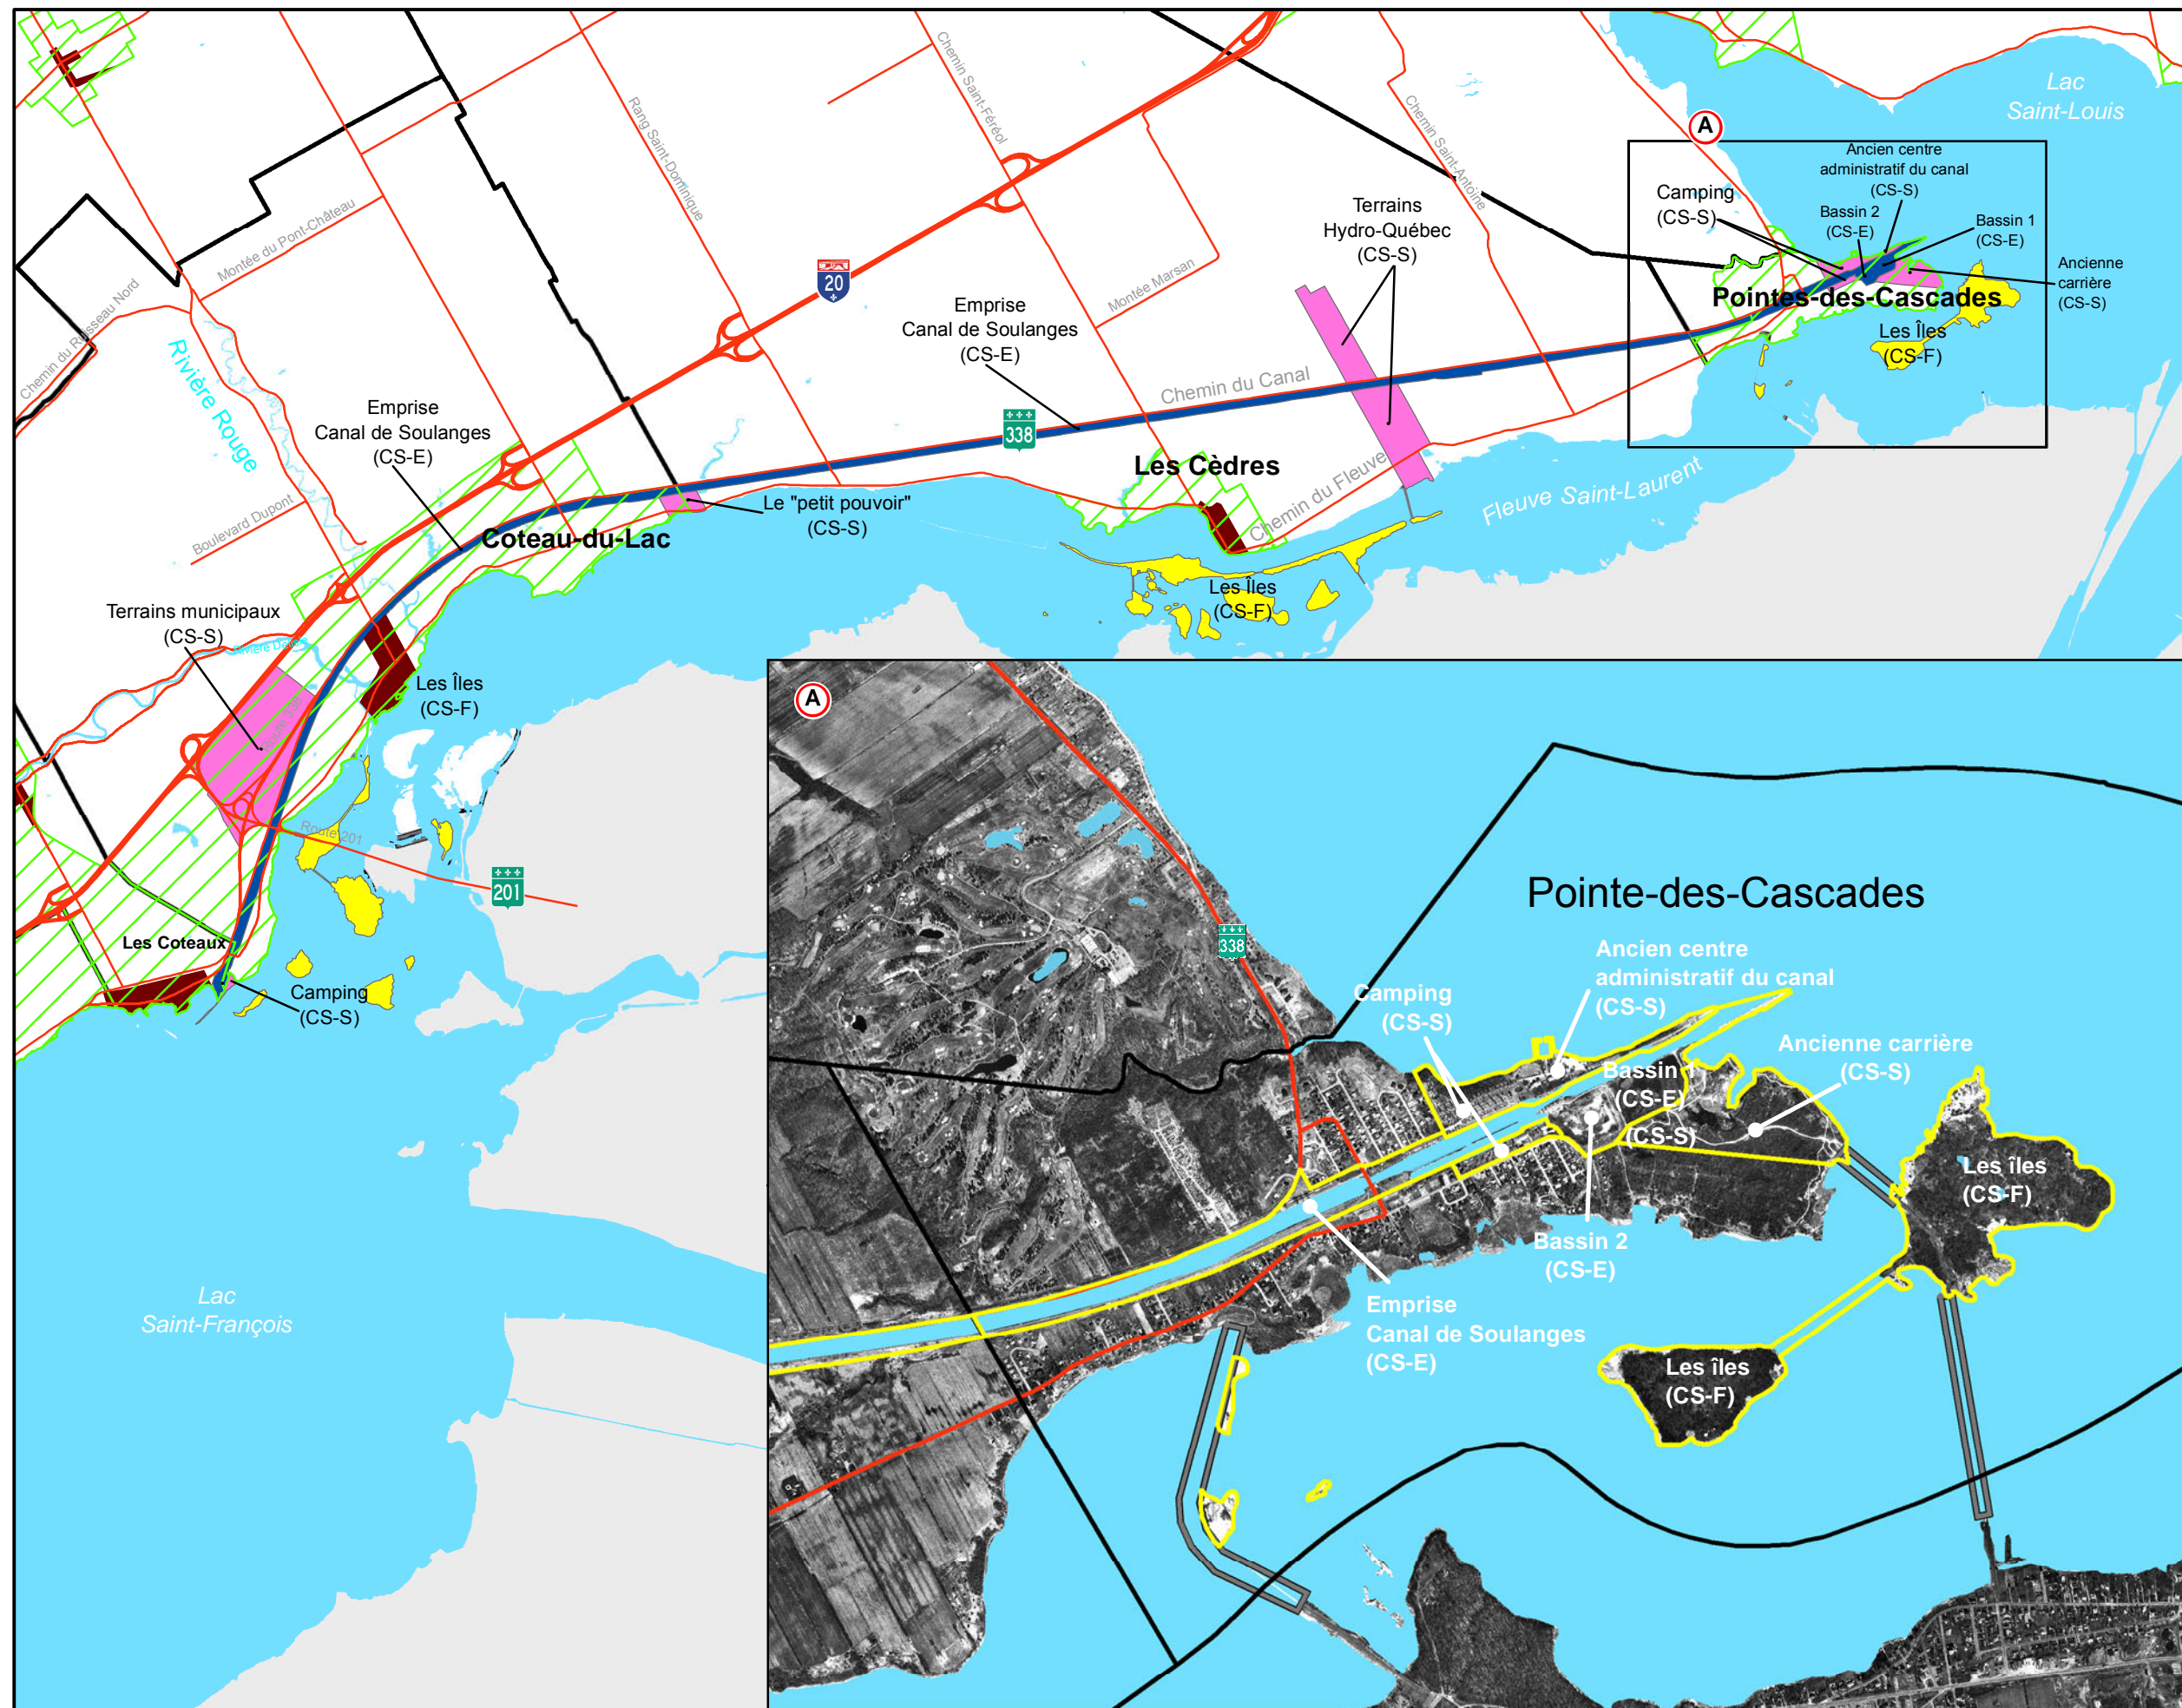 Lac
Saint-Louis
A
Ancien centre
administratif du canal
(CS-S)
Camping
(CS-S)
Bassin 2
(CS-E)
Bassin 1
(CS-E)
Ancienne
carrière
(CS-S)
Pointes-des-Cascades
Les Îles
(CS-F)
Chemin Saint-Féréol
Rang Saint-Dominique
Chemin Saint-Antoine
Terrains
Hydro-Québec
(CS-S)
Montée du Pont-Château
Montée Marsan
20
Chemin du Ruisseau Nord
Rivière Rouge
Emprise
Canal de Soulanges
(CS-E)
Chemin du Canal
338
Emprise
Canal de Soulanges
(CS-E)
Les Cèdres
Chemin du Fleuve
Fleuve Saint-Laurent
Le "petit pouvoir"
(CS-S)
Boulevard Dupont
Coteau-du-Lac
Les Îles
(CS-F)
Terrains municipaux
(CS-S)
Les Îles
(CS-F)
Route 338
Route 201
201
Les Coteaux
Camping
(CS-S)
Lac
Saint-François
A
Pointe-des-Cascades
338
Ancien centre
administratif du canal
(CS-S)
Camping
(CS-S)
Ancienne carrière
(CS-S)
Bassin 1
(CS-E)
(CS-S)
Les îles
(CS-F)
Bassin 2
(CS-E)
Emprise
Canal de Soulanges
(CS-E)
Les îles
(CS-F)